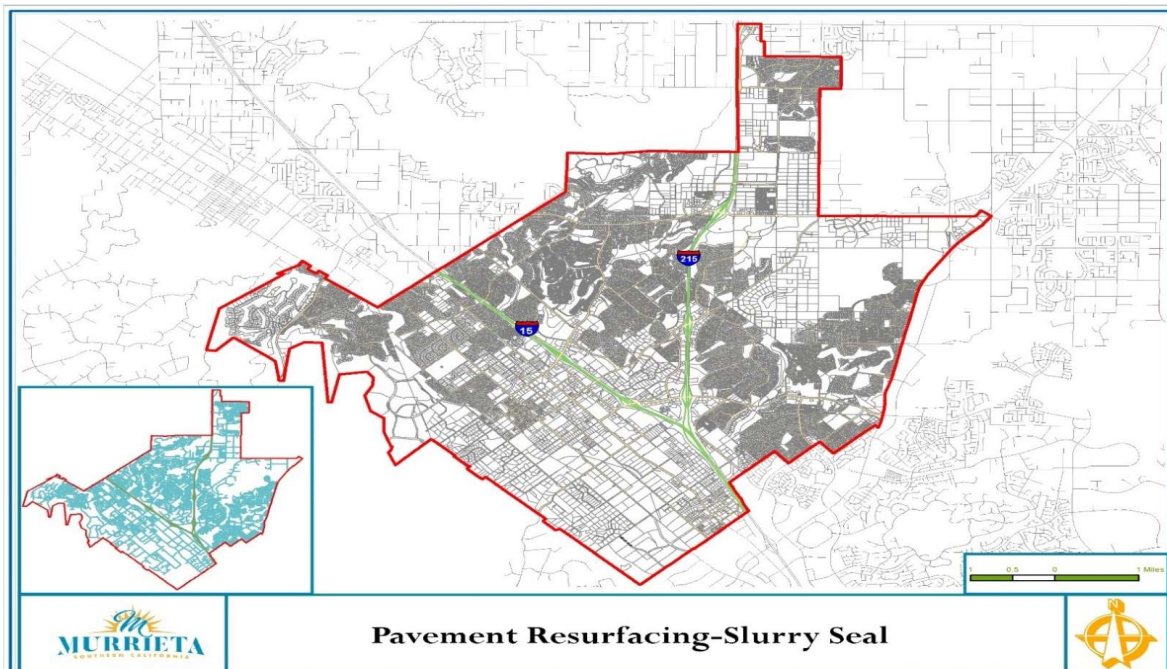 215
15
1 0.5 0 1 Miles
M
MURRIETA
SOUTHERN CALIFORNIA
Pavement Resurfacing-Slurry Seal
N